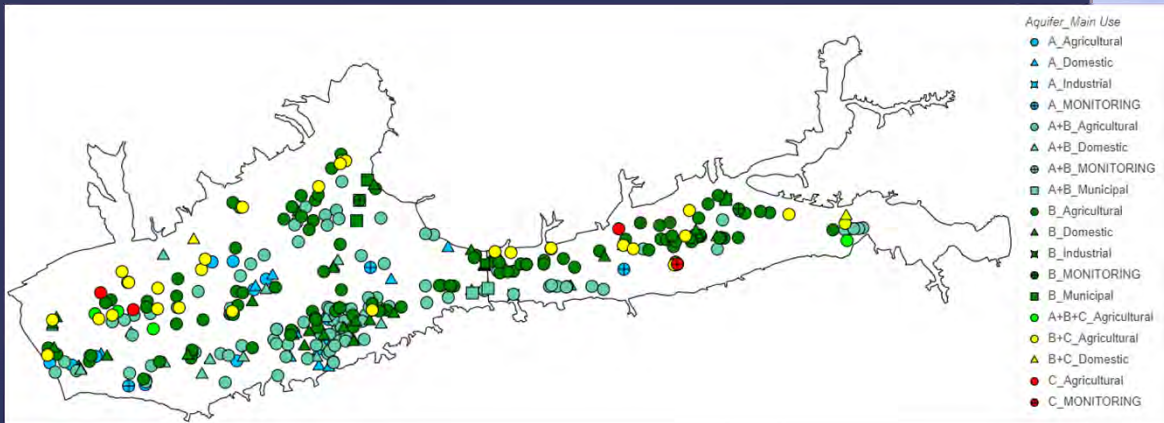 Aquifer_Main Use
A_Agricultural
A_Domestic
A_Industrial
A_MONITORING
A+B_Agricultural
A+B_Domestic
A+B_MONITORING
A+B_Municipal
B_Agricultural
B_Domestic
B_Industrial
B_MONITORING
B_Municipal
A+B+C_Agricultural
B+C_Agricultural
B+C_Domestic
C_Agricultural
C_MONITORING